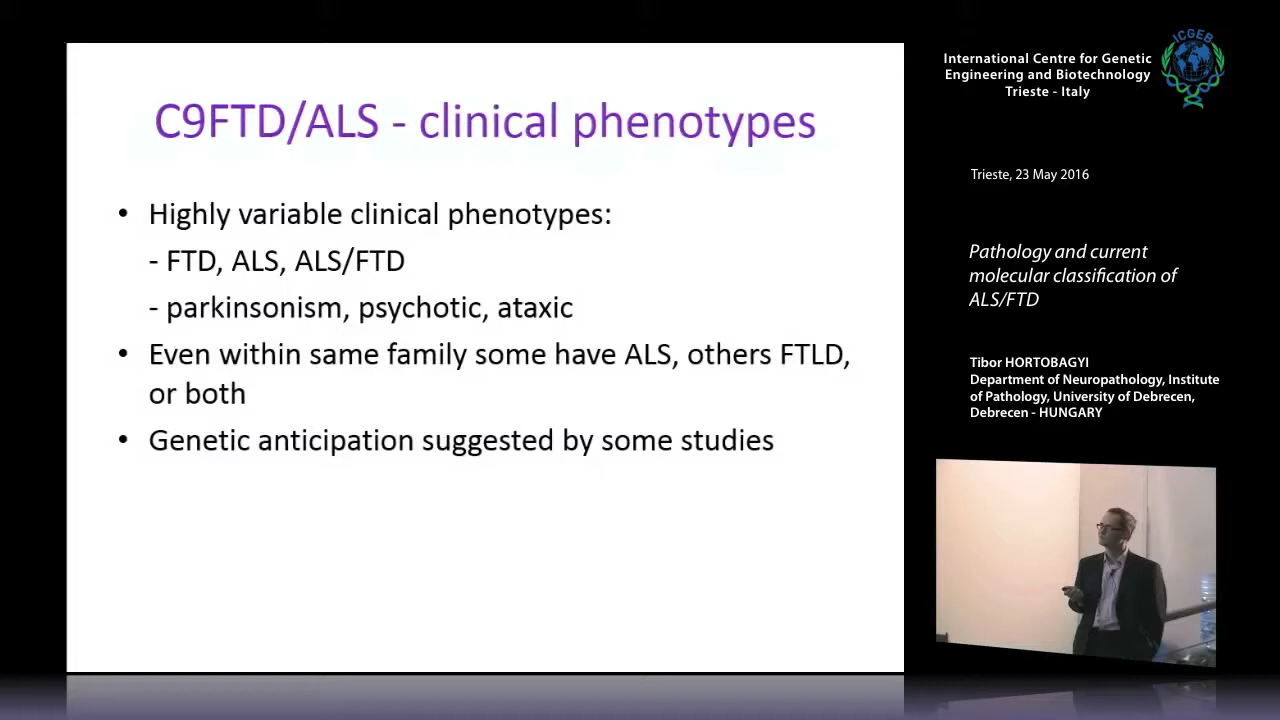 C9FTD/ALS - clinical phenotypes
• Highly variable clinical phenotypes:
- FTD, ALS, ALS/FTD
- parkinsonism, psychotic, ataxic
• Even within same family some have ALS, others FTLD,
or both
• Genetic anticipation suggested by some studies
International Centre for Genetic
Engineering and Biotechnology
Trieste - Italy
ICGEB
Trieste, 23 May 2016
Pathology and current
molecular classification of
ALS/FTD
Tibor HORTOBAGYI
Department of Neuropathology, Institute
of Pathology, University of Debrecen,
Debrecen - HUNGARY